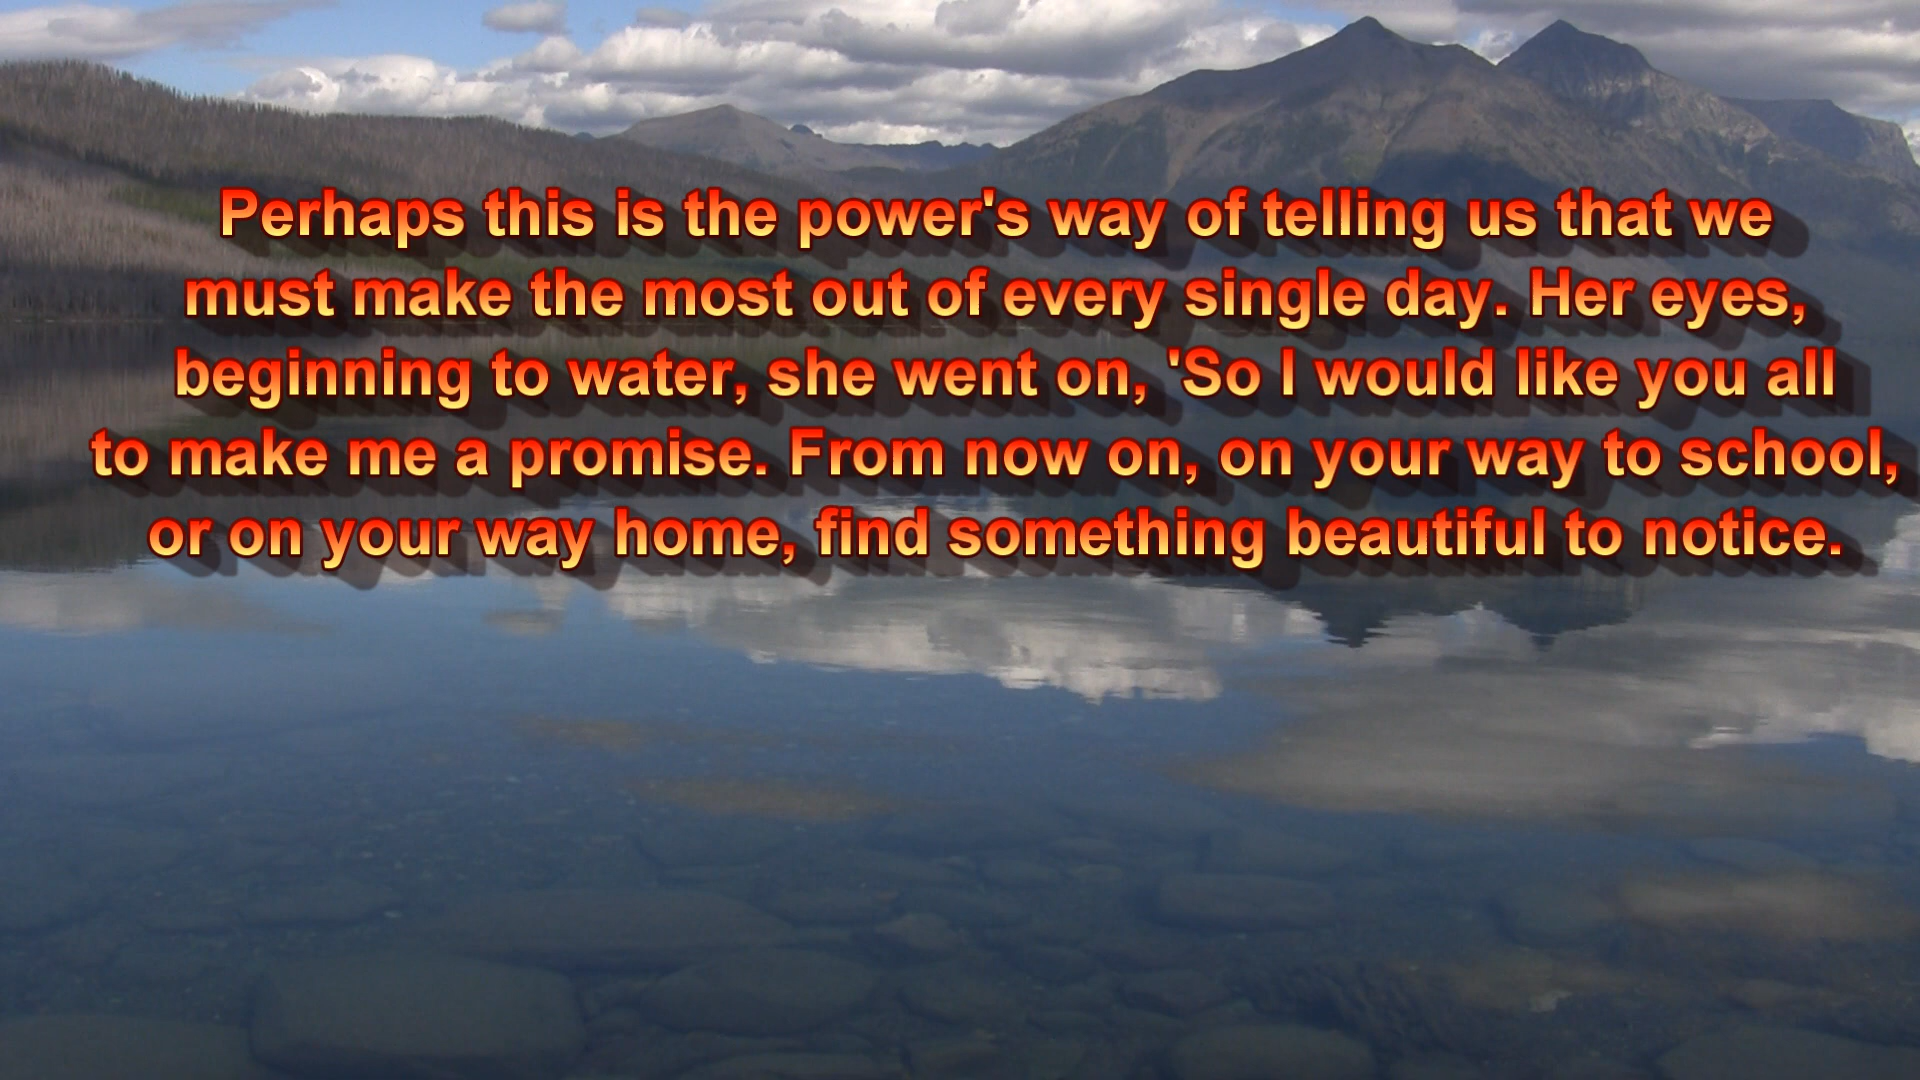 Perhaps this is the power's way of telling us that we
must make the most out of every single day. Her eyes,
beginning to water, she went on, 'So I would like you all
to make me a promise. From now on, on your way to school,
or on your way home, find something beautiful to notice.